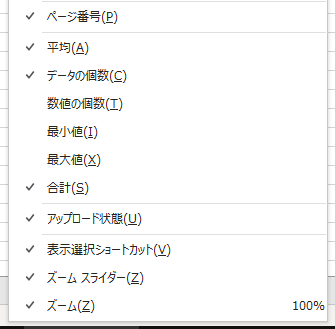 ページ番号(P)
平均(A)
データの個数(C)
数値の個数(T)
最小値(I)
最大値(X)
合計(S)
アップロード状態(U)
表示選択ショートカット(V)
ズーム スライダー(Z)
ズーム(Z) 100%